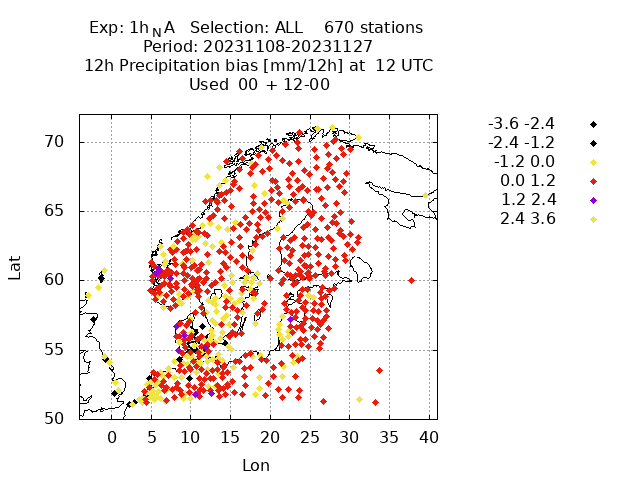 Exp: 1h_NA Selection: ALL 670 stations
Period: 20231108-20231127
12h Precipitation bias [mm/12h] at 12 UTC
Used 00 + 12-00
-3.6 -2.4
-2.4 -1.2
-1.2 0.0
0.0 1.2
1.2 2.4
2.4 3.6
70
65
60
55
50
Lat
0 5 10 15 20 25 30 35 40
Lon